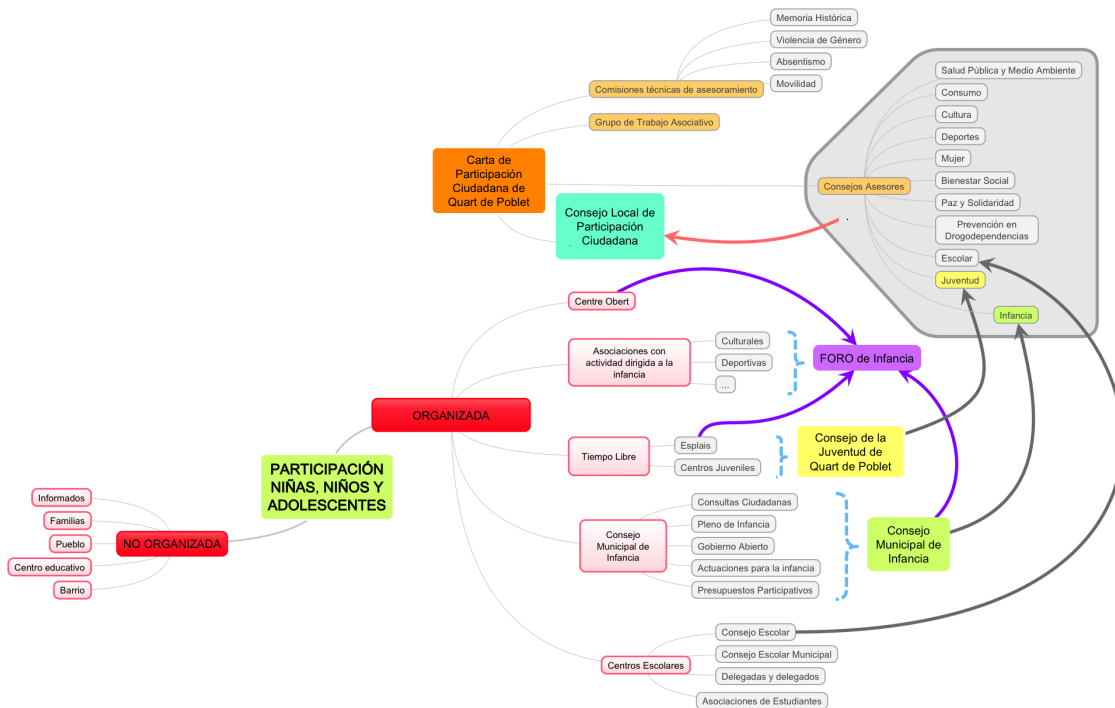 Memoria Histórica
Violencia de Género
Absentismo
Movilidad
Comisiones técnicas de asesoramiento
Grupo de Trabajo Asociativo
Carta de
Participación
Ciudadana de
Quart de Poblet
Consejo Local de
Participación
Ciudadana
.
Consejos Asesores
.
Salud Pública y Medio Ambiente
Consumo
Cultura
Deportes
Mujer
Bienestar Social
Paz y Solidaridad
Prevención en
Drogodependencias
Escolar
Juventud
Infancia
Centre Obert
Asociaciones con
actividad dirigida a la
infancia
Culturales
Deportivas
...
FORO de Infancia
ORGANIZADA
Tiempo Libre
Esplais
Centros Juveniles
Consejo de la
Juventud de
Quart de Poblet
PARTICIPACIÓN
NIÑAS, NIÑOS Y
ADOLESCENTES
Informados
Familias
Pueblo
Centro educativo
Barrio
NO ORGANIZADA
Consejo
Municipal de
Infancia
Consultas Ciudadanas
Pleno de Infancia
Gobierno Abierto
Actuaciones para la infancia
Presupuestos Participativos
Consejo
Municipal de
Infancia
Centros Escolares
Consejo Escolar
Consejo Escolar Municipal
Delegadas y delegados
Asociaciones de Estudiantes